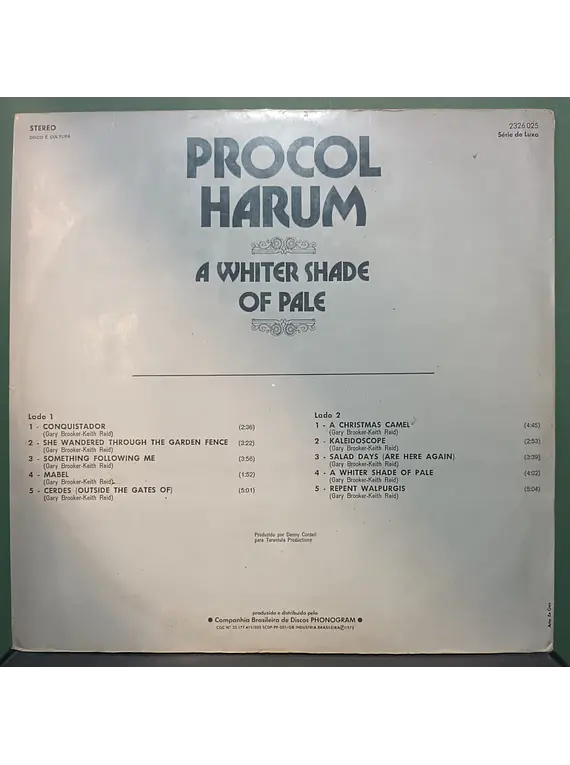 STEREO
DISCO É CULTURA
2326 025
Série de Luxo
PROCOL
HARUM
A WHITER SHADE
OF PALE
Lado 1
1 - CONQUISTADOR (2:36)
(Gary Brooker-Keith Reid)
2 - SHE WANDERED THROUGH THE GARDEN FENCE (3:22)
(Gary Brooker-Keith Reid)
3 - SOMETHING FOLLOWING ME (3:56)
(Gary Brooker-Keith Reid)
4 - MABEL (1:52)
(Gary Brooker-Keith Reid)
5 - CERDES (OUTSIDE THE GATES OF) (5:01)
(Gary Brooker-Keith Reid)
Lado 2
1 - A CHRISTMAS CAMEL (4:45)
(Gary Brooker-Keith Reid)
2 - KALEIDOSCOPE (2:53)
(Gary Brooker-Keith Reid)
3 - SALAD DAYS (ARE HERE AGAIN) (3:39)
(Gary Brooker-Keith Reid)
4 - A WHITER SHADE OF PALE (4:02)
(Gary Brooker-Keith Reid)
5 - REPENT WALPURGIS (5:04)
(Gary Brooker-Keith Reid)
Produzido por Denny Cordell
para Tarantula Productions
produzido e distribuído pela
● Companhia Brasileira de Discos PHONOGRAM ●
INDÚSTRIA BRASILEIRA